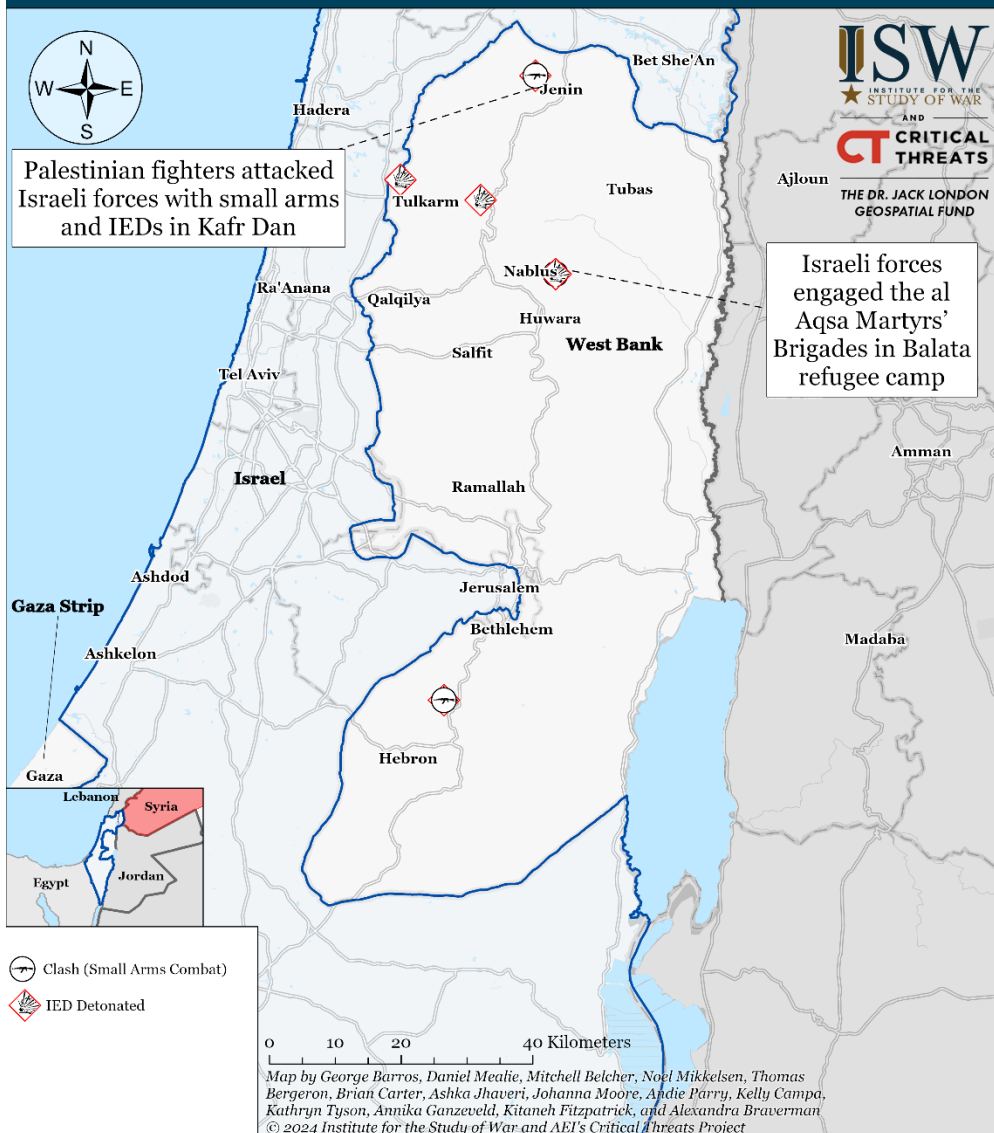 N
W
E
S
ISW
INSTITUTE FOR THE
STUDY OF WAR
AND
CT CRITICAL
THREATS
THE DR. JACK LONDON
GEOSPATIAL FUND
Bet She'An
Jenin
Hadera
Palestinian fighters attacked
Israeli forces with small arms
and IEDs in Kafr Dan
Ajloun
Tubas
Tulkarm
Israeli forces
engaged the al
Aqsa Martyrs’
Brigades in Balata
refugee camp
Nablus
Ra'Anana
Qalqilya
Huwara
West Bank
Salfit
Tel Aviv
Amman
Israel
Ramallah
Ashdod
Jerusalem
Gaza Strip
Bethlehem
Madaba
Ashkelon
Hebron
Gaza
Lebanon
Syria
Egypt
Jordan
Clash (Small Arms Combat)
IED Detonated
0 10 20 40 Kilometers
Map by George Barros, Daniel Mealie, Mitchell Belcher, Noel Mikkelsen, Thomas
Bergeron, Brian Carter, Ashka Jhaveri, Johanna Moore, Andie Parry, Kelly Campa,
Kathryn Tyson, Annika Ganzeveld, Kitaneh Fitzpatrick, and Alexandra Braverman
© 2024 Institute for the Study of War and AEI's Critical Threats Project